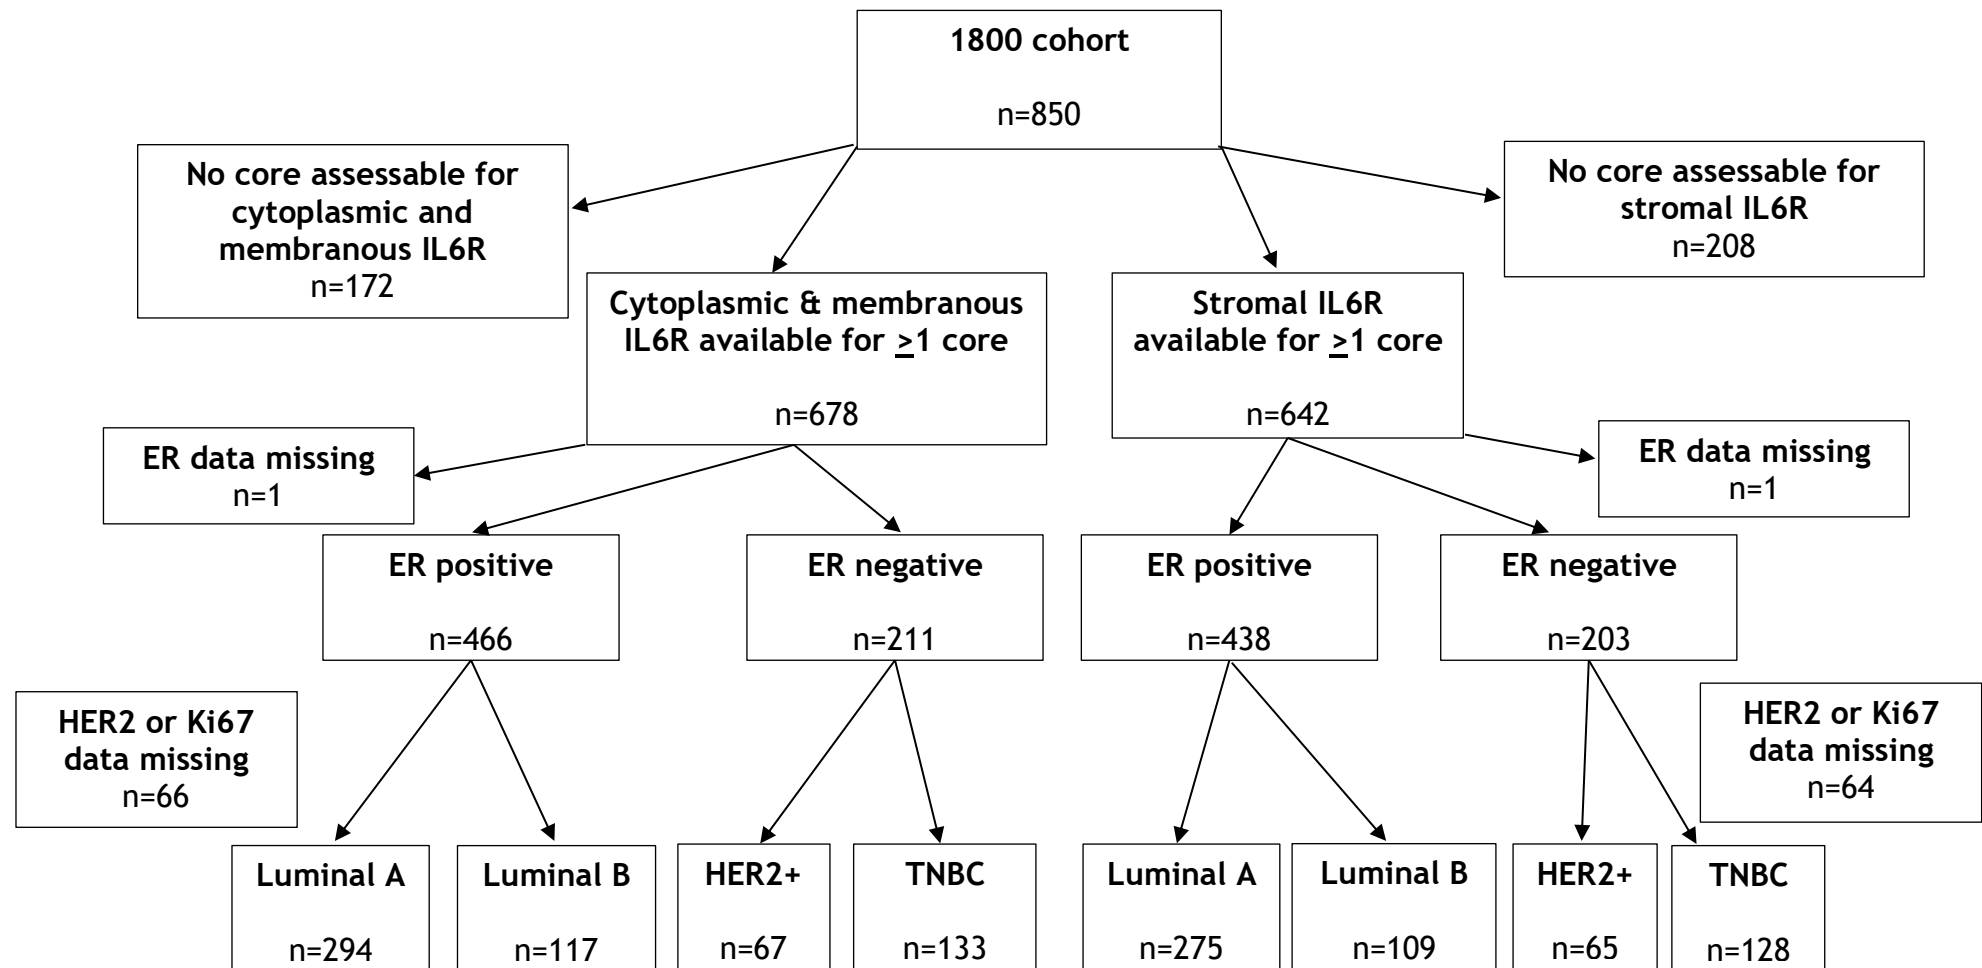 1800 cohort
n=850
No core assessable for
cytoplasmic and
membranous IL6R
n=172
No core assessable for
stromal IL6R
n=208
Cytoplasmic & membranous
IL6R available for >1 core
n=678
Stromal IL6R
available for >1 core
n=642
ER data missing
n=1
ER data missing
n=1
ER positive
n=466
ER negative
n=211
ER positive
n=438
ER negative
n=203
HER2 or Ki67
data missing
n=66
HER2 or Ki67
data missing
n=64
Luminal A
n=294
Luminal B
n=117
HER2+
n=67
TNBC
n=133
Luminal A
n=275
Luminal B
n=109
HER2+
n=65
TNBC
n=128